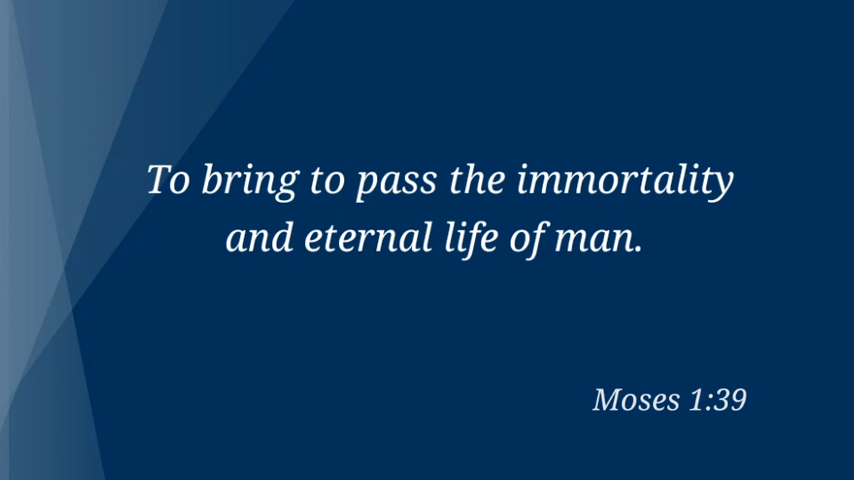 To bring to pass the immortality
and eternal life of man.
Moses 1:39